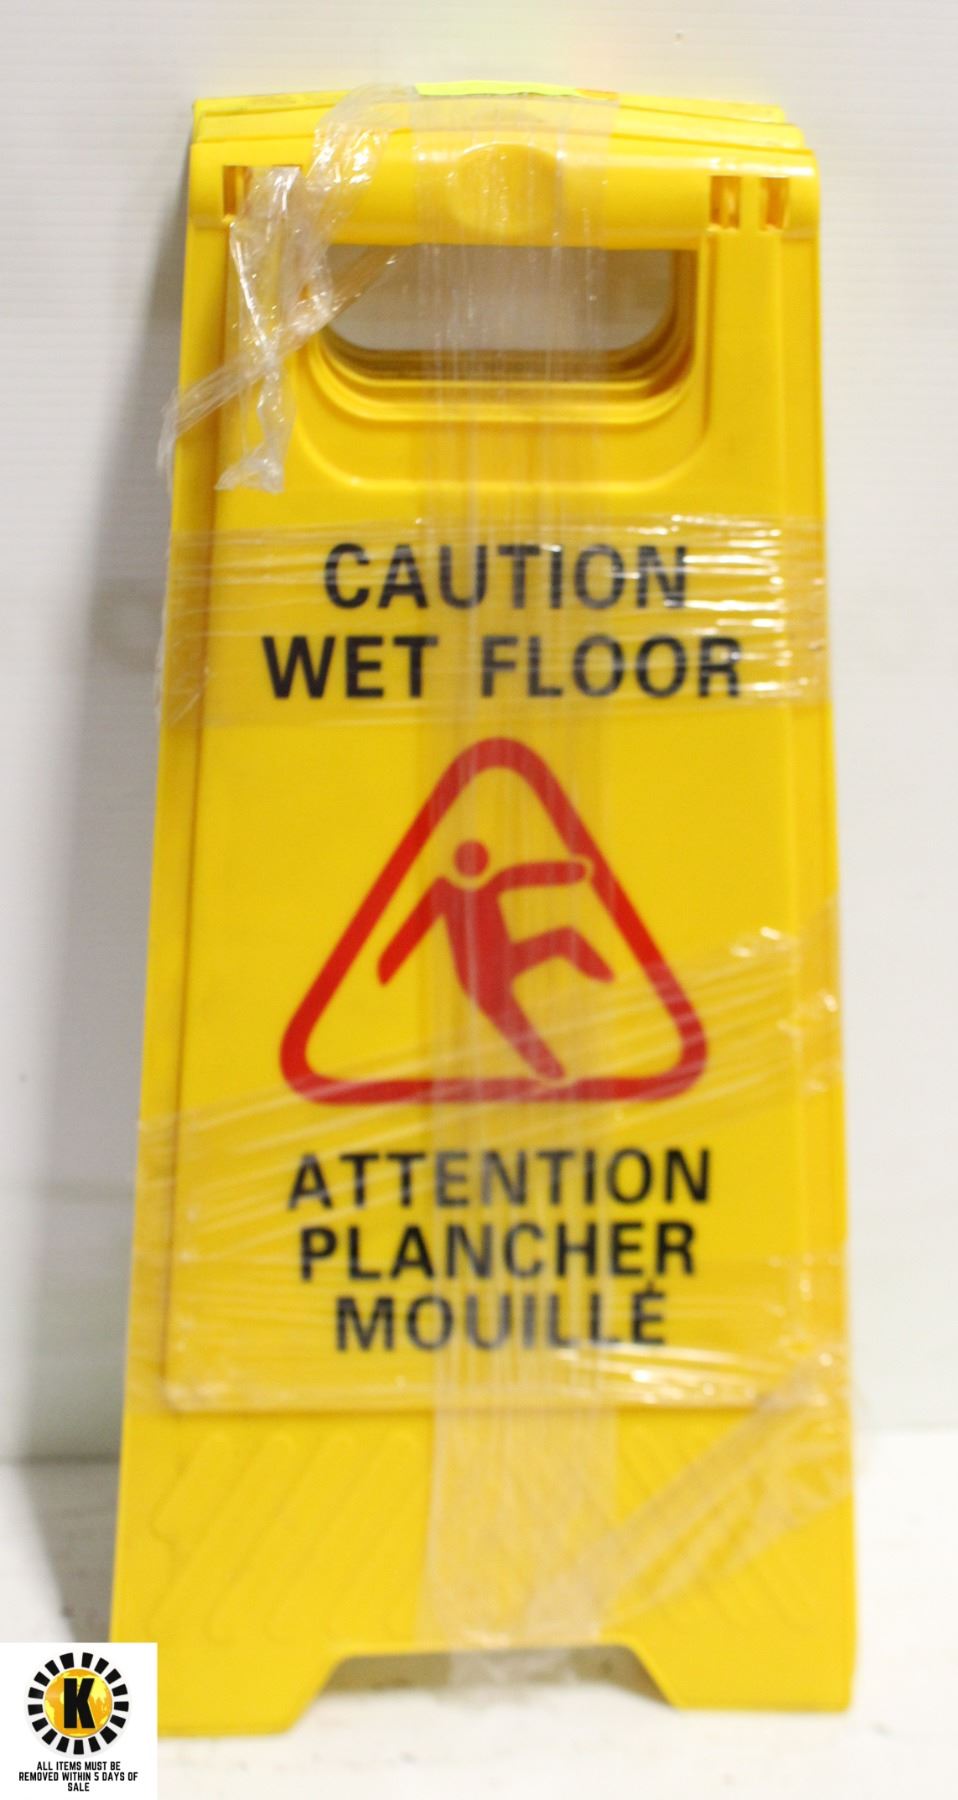 CAUTION
WET FLOOR
ATTENTION
PLANCHER
MOUILLÉ
K
ALL ITEMS MUST BE
REMOVED WITHIN 5 DAYS OF
SALE